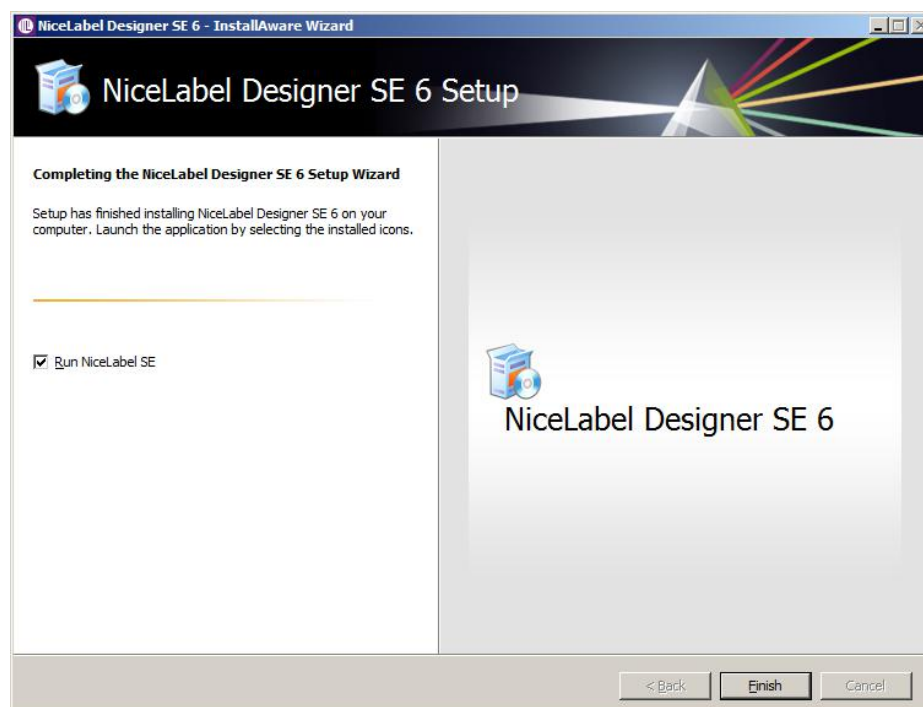 NiceLabel Designer SE 6 - InstallAware Wizard
NiceLabel Designer SE 6 Setup
Completing the NiceLabel Designer SE 6 Setup Wizard
Setup has finished installing NiceLabel Designer SE 6 on your
computer. Launch the application by selecting the installed icons.
Run NiceLabel SE
NiceLabel Designer SE 6
< Back
Finish
Cancel